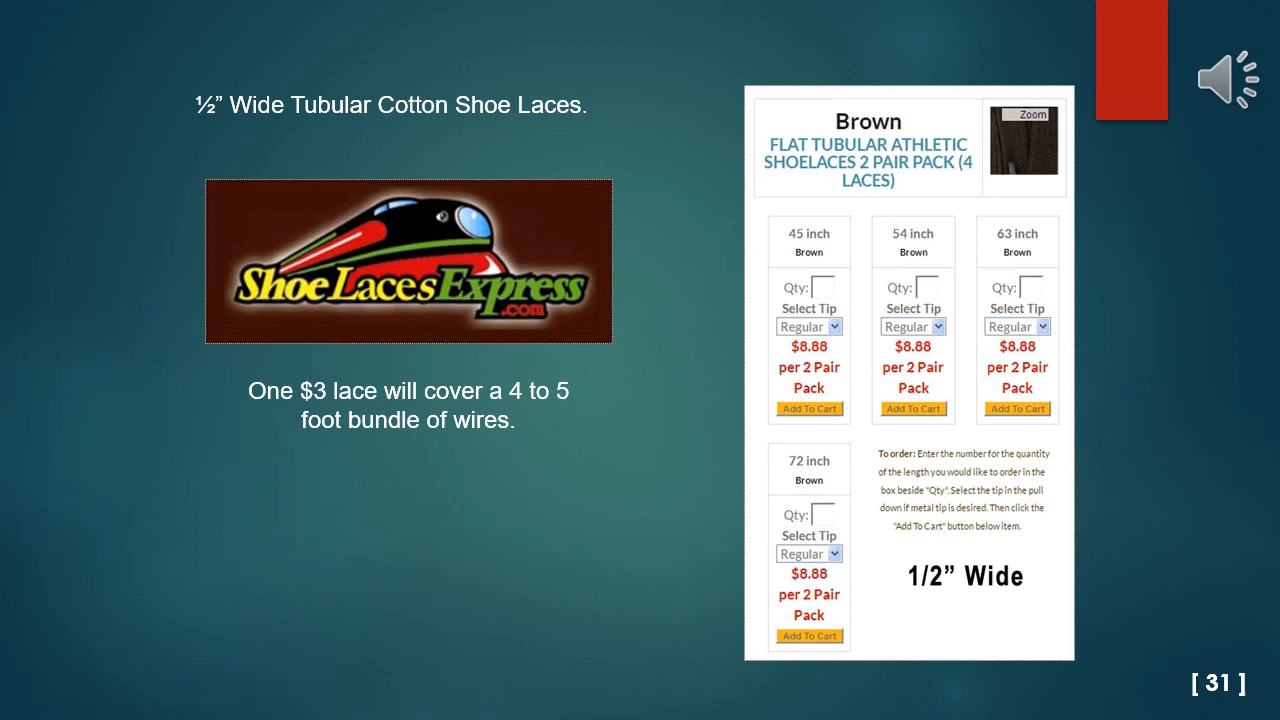 ½” Wide Tubular Cotton Shoe Laces.
ShoeLacesExpress
.com
One $3 lace will cover a 4 to 5
foot bundle of wires.
Brown
FLAT TUBULAR ATHLETIC
SHOELACES 2 PAIR PACK (4
LACES)
Zoom
45 inch
Brown
Qty:
Select Tip
Regular
$8.88
per 2 Pair
Pack
Add To Cart
54 inch
Brown
Qty:
Select Tip
Regular
$8.88
per 2 Pair
Pack
Add To Cart
63 inch
Brown
Qty:
Select Tip
Regular
$8.88
per 2 Pair
Pack
Add To Cart
72 inch
Brown
Qty:
Select Tip
Regular
$8.88
per 2 Pair
Pack
Add To Cart
To order: Enter the number for the quantity
of the length you would like to order in the
box beside "Qty". Select the tip in the pull
down if metal tip is desired. Then click the
"Add To Cart" button below item.
1/2” Wide
[ 31 ]